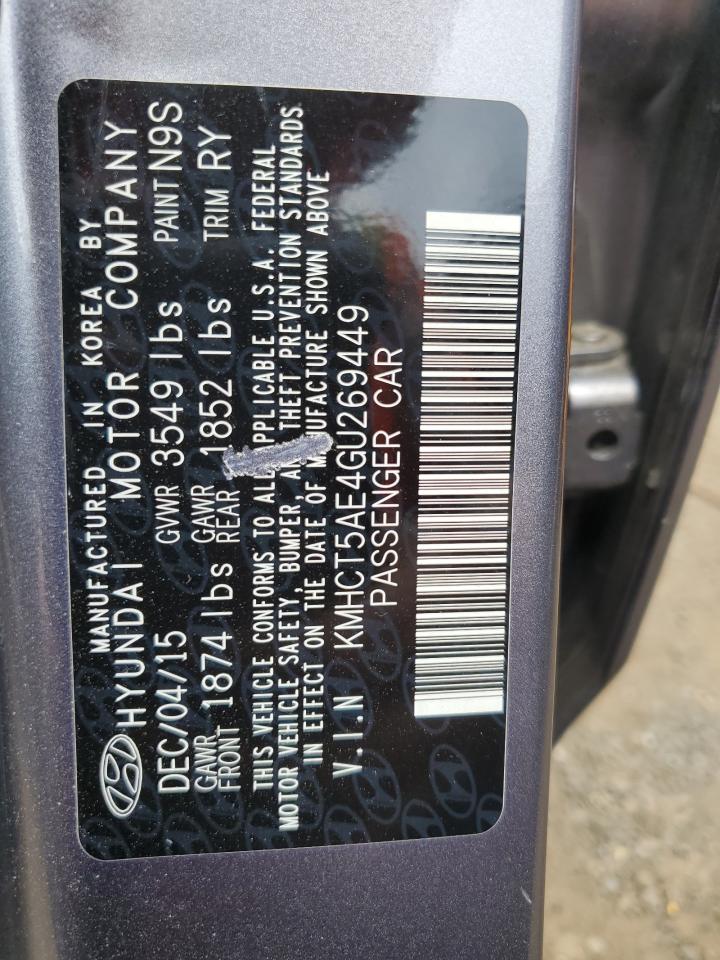 MANUFACTURED IN KOREA BY
HYUNDAI MOTOR COMPANY
DEC/04/15 GVWR 3549 lbs PAINT N9S
GAWR FRONT 1874 lbs GAWR REAR 1852 lbs TRIM RY
THIS VEHICLE CONFORMS TO ALL APPLICABLE U.S.A. FEDERAL
MOTOR VEHICLE SAFETY, BUMPER, AND THEFT PREVENTION STANDARDS
IN EFFECT ON THE DATE OF MANUFACTURE SHOWN ABOVE
V.I.N KMHCT5AE4GU269449
PASSENGER CAR